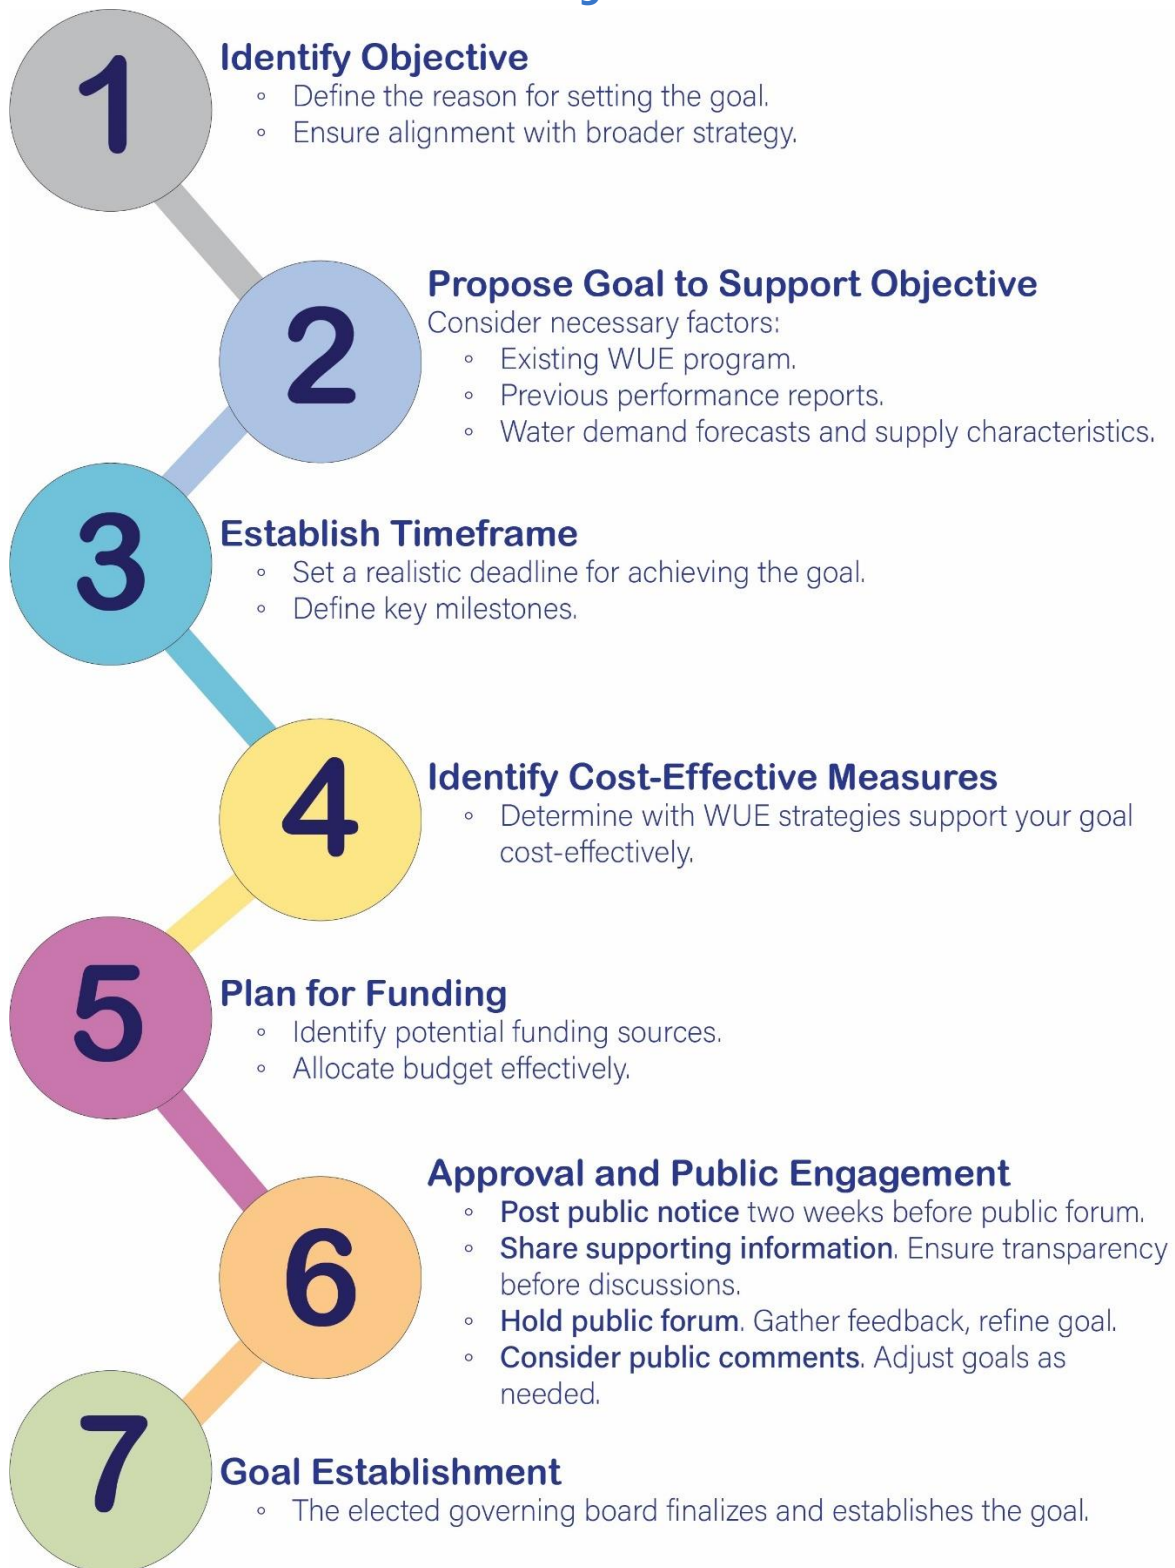 1
Identify Objective
◦ Define the reason for setting the goal.
◦ Ensure alignment with broader strategy.
2
Propose Goal to Support Objective
Consider necessary factors:
◦ Existing WUE program.
◦ Previous performance reports.
◦ Water demand forecasts and supply characteristics.
3
Establish Timeframe
◦ Set a realistic deadline for achieving the goal.
◦ Define key milestones.
4
Identify Cost-Effective Measures
◦ Determine with WUE strategies support your goal
cost-effectively.
5
Plan for Funding
◦ Identify potential funding sources.
◦ Allocate budget effectively.
6
Approval and Public Engagement
◦ Post public notice two weeks before public forum.
◦ Share supporting information. Ensure transparency
before discussions.
◦ Hold public forum. Gather feedback, refine goal.
◦ Consider public comments. Adjust goals as
needed.
7
Goal Establishment
◦ The elected governing board finalizes and establishes the goal.